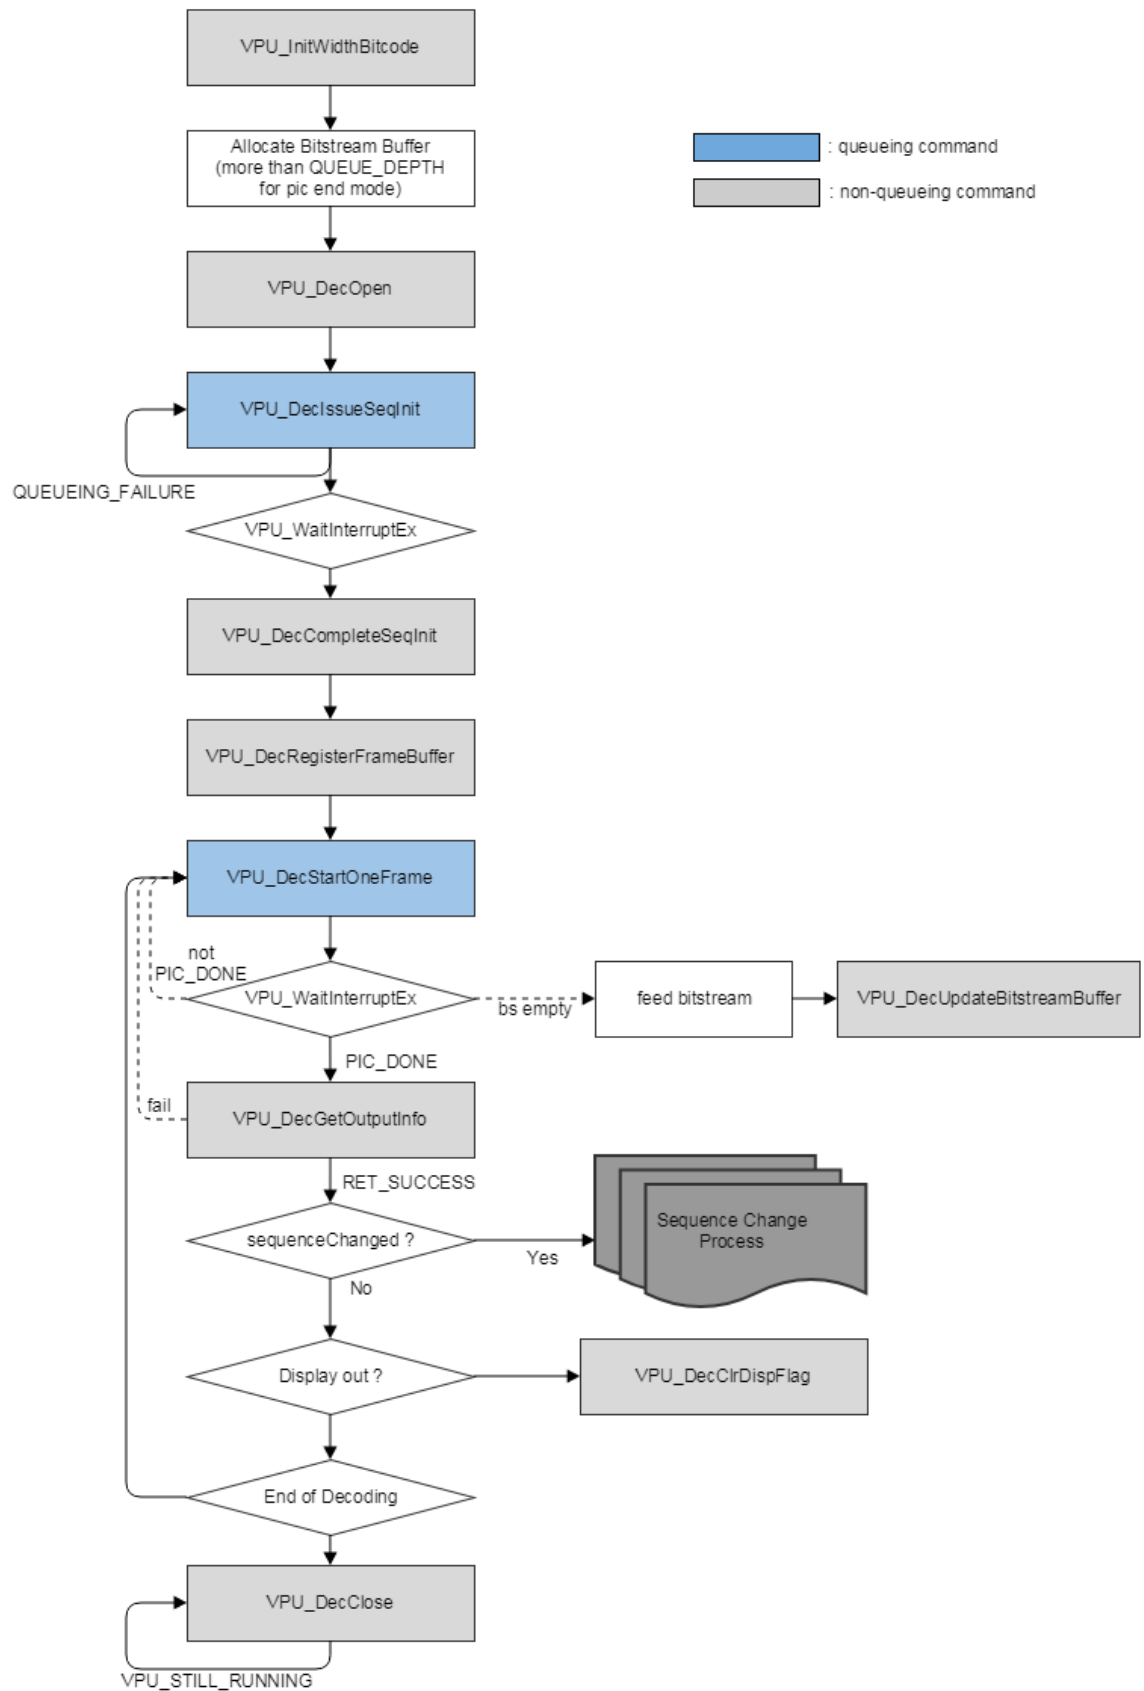 VPU_InitWidthBitcode
Allocate Bitstream Buffer
(more than QUEUE_DEPTH
for pic end mode)
: queueing command
: non-queueing command
VPU_DecOpen
VPU_DecIssueSeqInit
QUEUEING_FAILURE
VPU_WaitInterruptEx
VPU_DecCompleteSeqInit
VPU_DecRegisterFrameBuffer
VPU_DecStartOneFrame
not
PIC_DONE
VPU_WaitInterruptEx
bs empty
feed bitstream
VPU_DecUpdateBitstreamBuffer
PIC_DONE
fail
VPU_DecGetOutputInfo
RET_SUCCESS
sequenceChanged ?
Yes
Sequence Change
Process
No
Display out ?
VPU_DecClrDispFlag
End of Decoding
VPU_DecClose
VPU_STILL_RUNNING